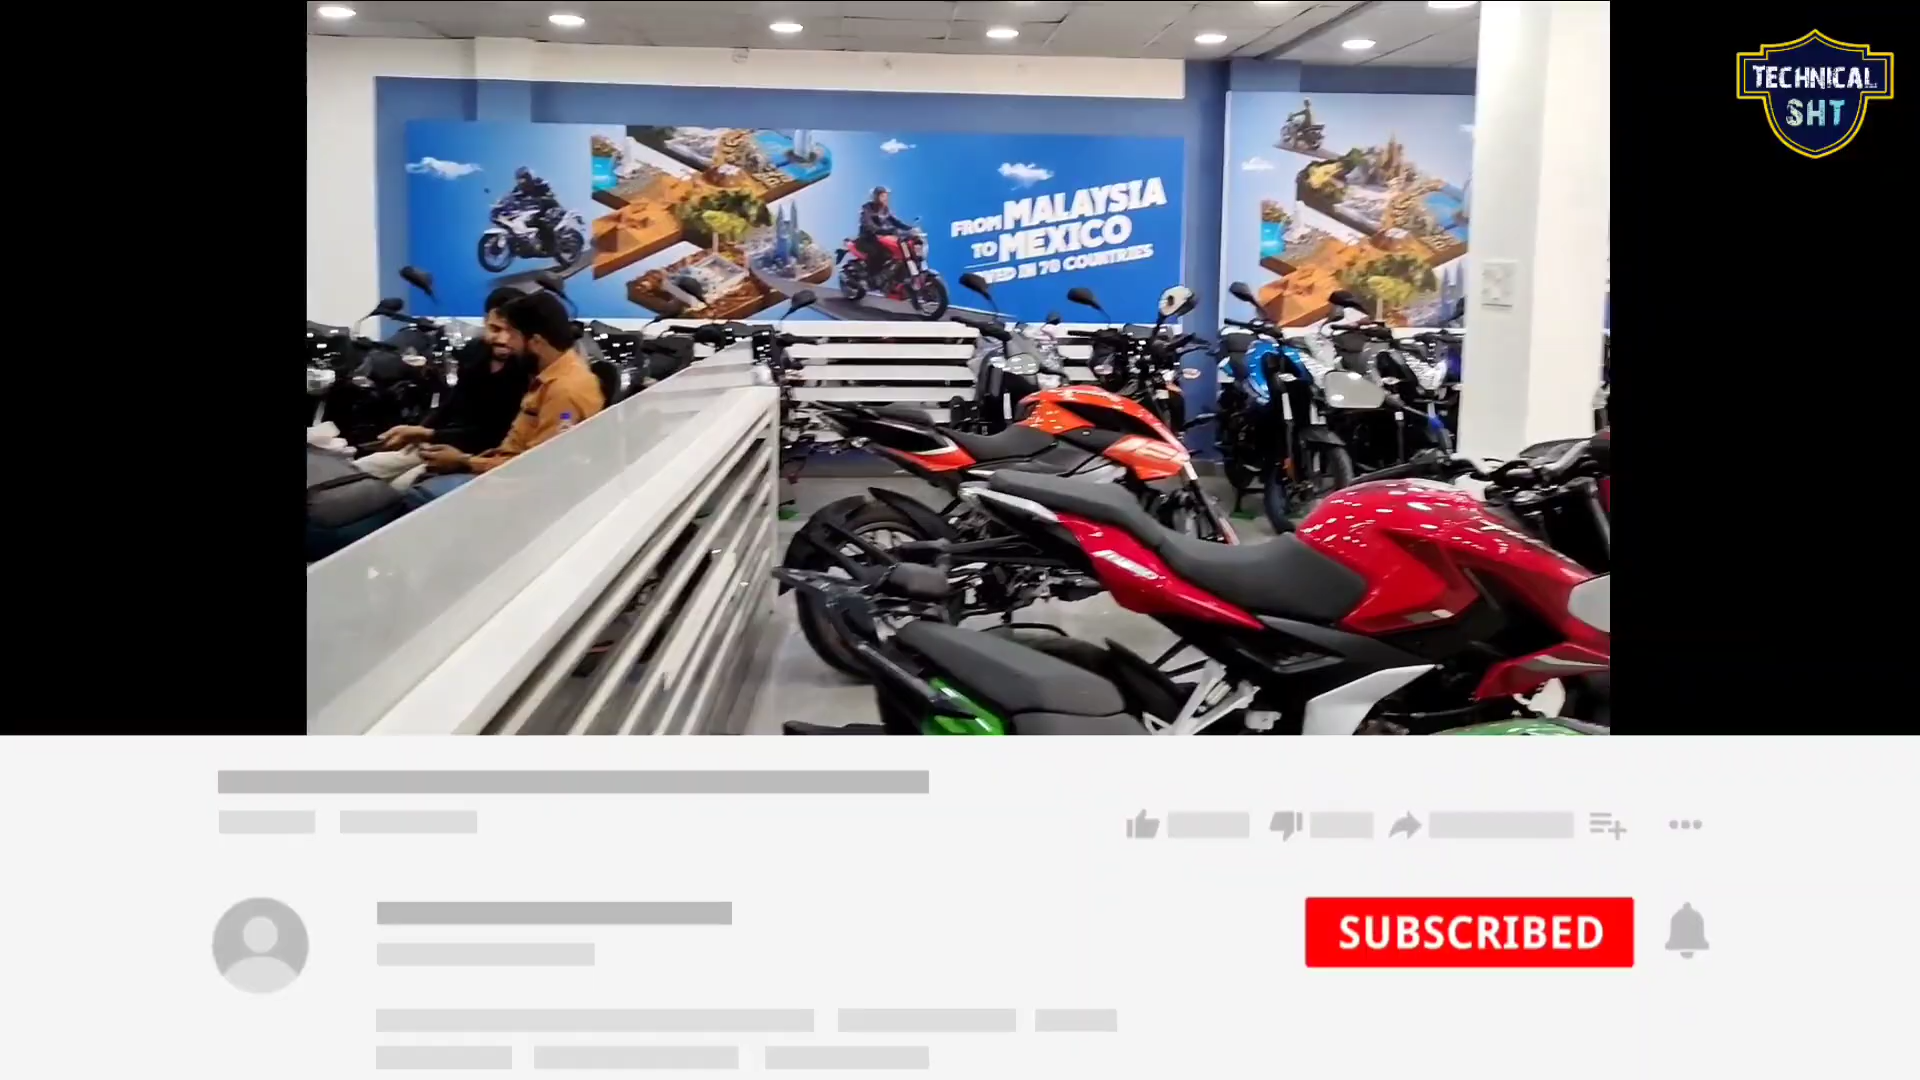 TECHNICAL
SHT
FROM MALAYSIA
TO MEXICO
IN 70 COUNTRIES
SUBSCRIBED